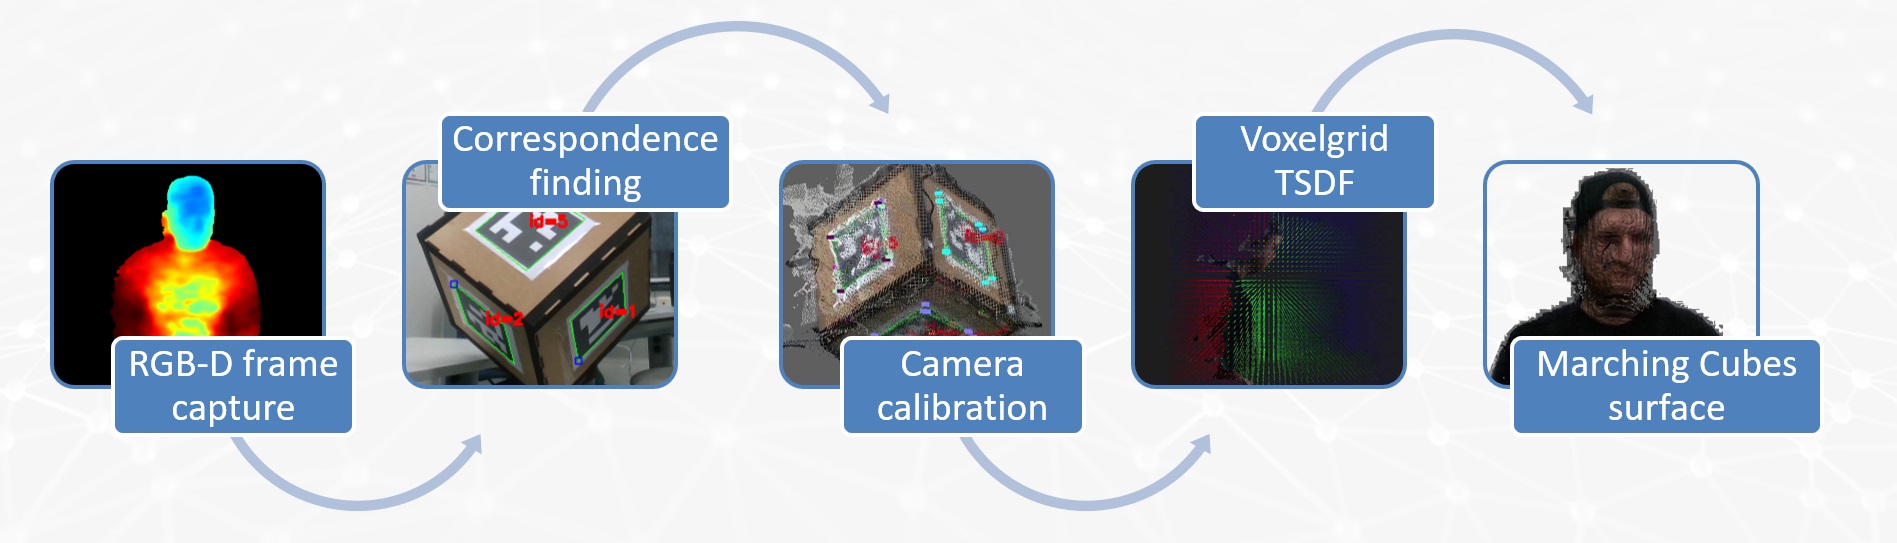 Correspondence
finding
Voxelgrid
TSDF
id=5
id=2
id=1
RGB-D frame
capture
Camera
calibration
Marching Cubes
surface